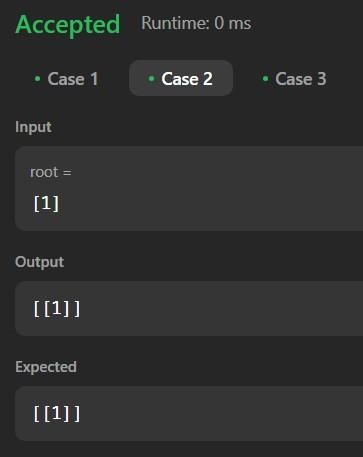 Accepted Runtime: 0 ms
• Case 1 • Case 2 • Case 3
Input
root =
[1]
Output
[[1]]
Expected
[[1]]